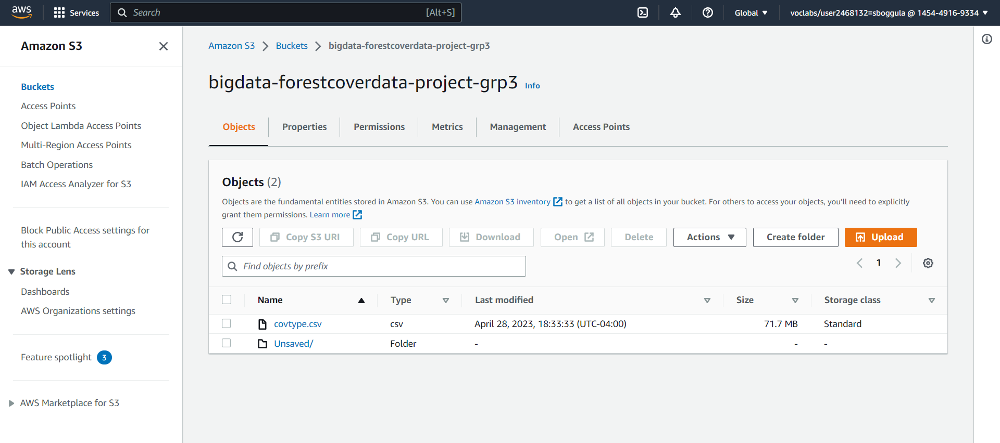 aws
Services
Search [Alt+S]
Global
voclabs/user2468132=sboggula @ 1454-4916-9334
Amazon S3
Buckets
Access Points
Object Lambda Access Points
Multi-Region Access Points
Batch Operations
IAM Access Analyzer for S3
Block Public Access settings for
this account
Storage Lens
Dashboards
AWS Organizations settings
Feature spotlight 3
AWS Marketplace for S3
Amazon S3 Buckets bigdata-forestcoverdata-project-grp3
bigdata-forestcoverdata-project-grp3 Info
Objects Properties Permissions Metrics Management Access Points
Objects (2)
Objects are the fundamental entities stored in Amazon S3. You can use Amazon S3 inventory to get a list of all objects in your bucket. For others to access your objects, you’ll need to explicitly
grant them permissions. Learn more
Copy S3 URI Copy URL Download Open Delete Actions Create folder Upload
Find objects by prefix
1
Name Type Last modified Size Storage class
covtype.csv csv April 28, 2023, 18:33:33 (UTC-04:00) 71.7 MB Standard
Unsaved/ Folder - - -